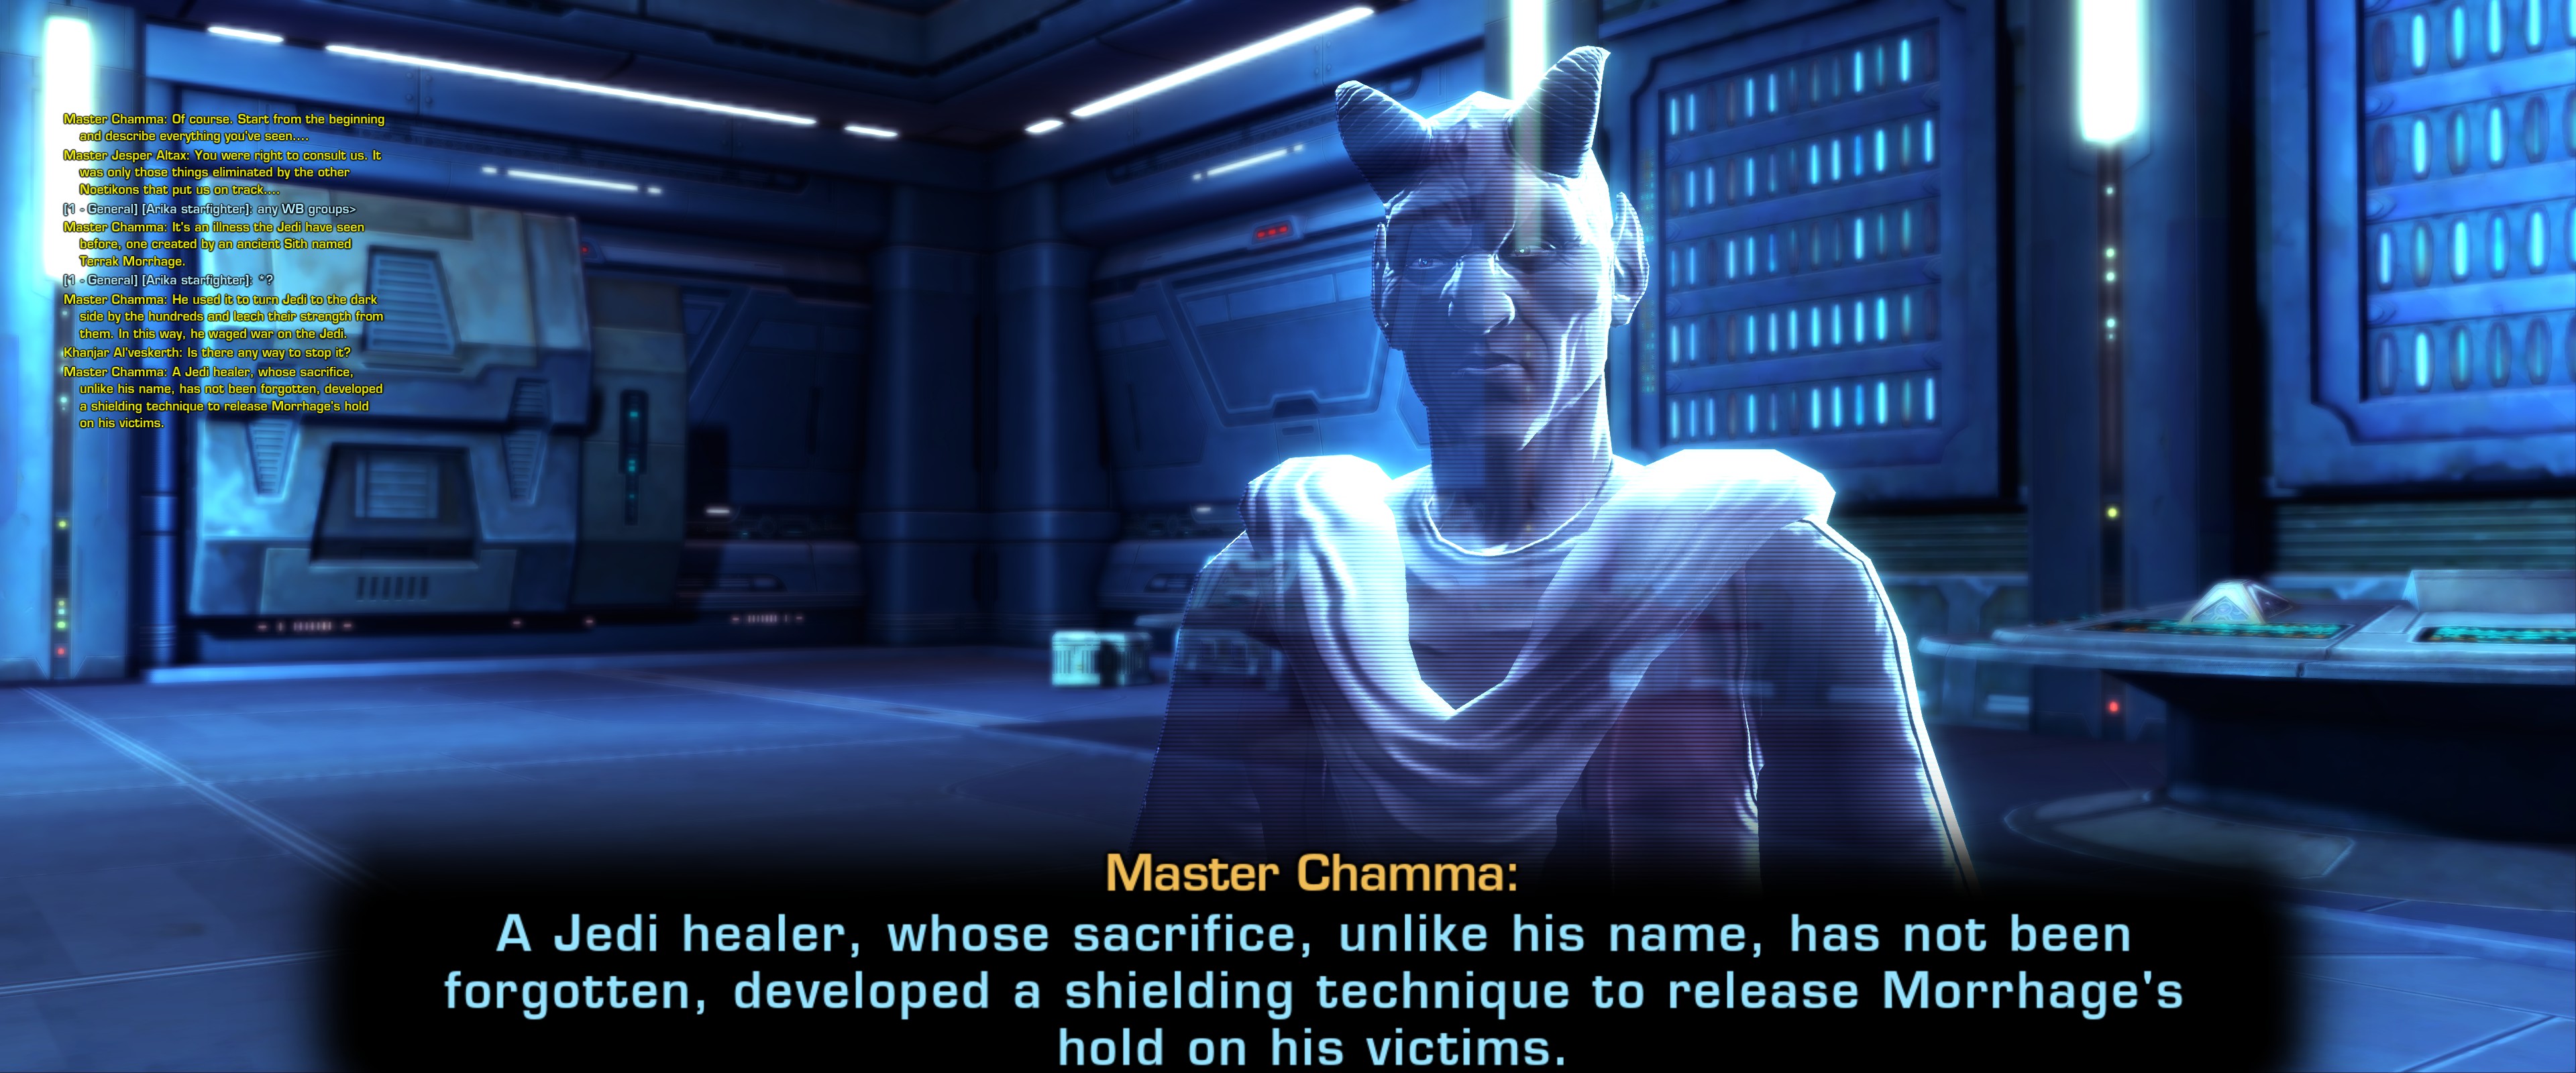 Master Chamma: Of course. Start from the beginning
and describe everything you've seen....
Master Jesper Altax: You were right to consult us. It
was only those things eliminated by the other
Noetikons that put us on track....
[1 - General] [Arika starfighter]: any WB groups>
Master Chamma: It's an illness the Jedi have seen
before, one created by an ancient Sith named
Terrak Morrhage.
[1 - General] [Arika starfighter]: *?
Master Chamma: He used it to turn Jedi to the dark
side by the hundreds and leech their strength from
them. In this way, he waged war on the Jedi.
Khanjar Al'veskerth: Is there any way to stop it?
Master Chamma: A Jedi healer, whose sacrifice,
unlike his name, has not been forgotten, developed
a shielding technique to release Morrhage's hold
on his victims.
Master Chamma:
A Jedi healer, whose sacrifice, unlike his name, has not been
forgotten, developed a shielding technique to release Morrhage's
hold on his victims.